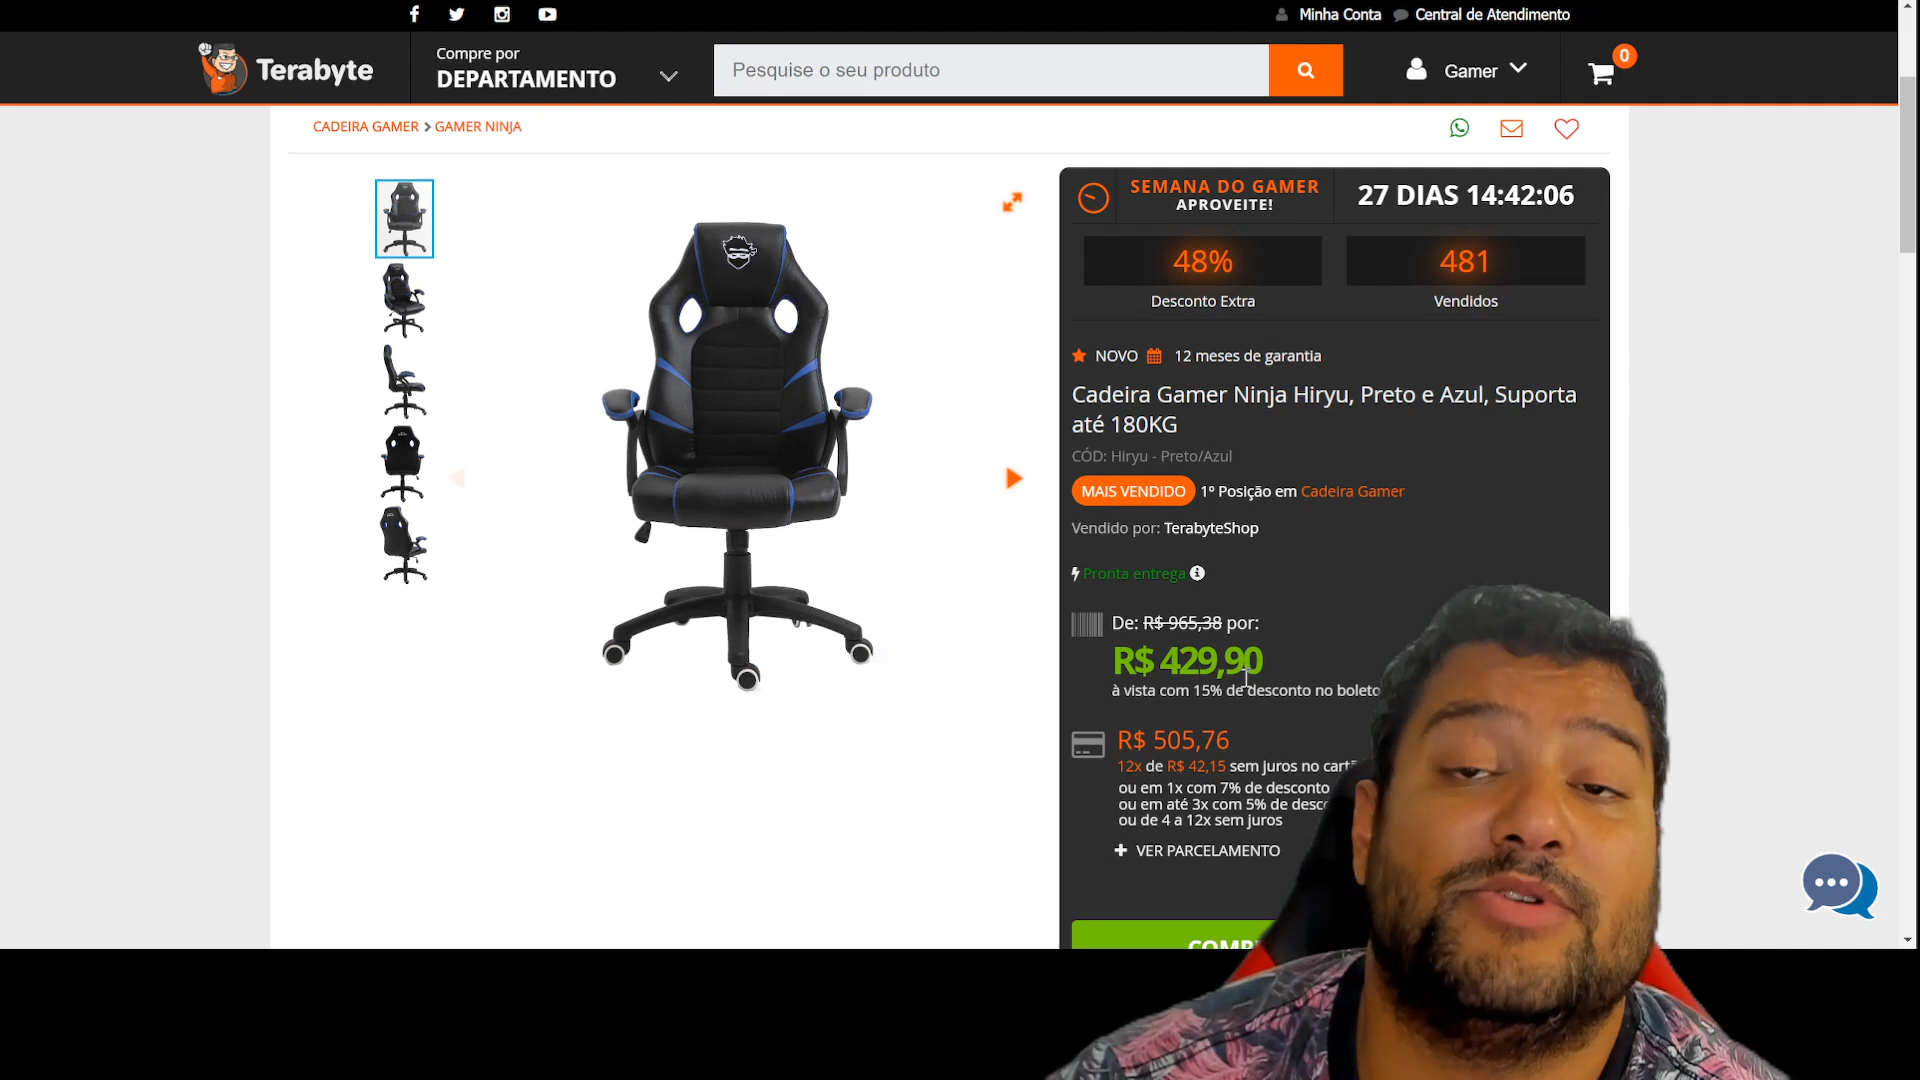 Minha Conta
Central de Atendimento
Terabyte
Compre por
DEPARTAMENTO
Pesquise o seu produto
Gamer
0
CADEIRA GAMER > GAMER NINJA
SEMANA DO GAMER
APROVEITE!
27 DIAS 14:42:06
48%
Desconto Extra
481
Vendidos
NOVO
12 meses de garantia
Cadeira Gamer Ninja Hiryu, Preto e Azul, Suporta
até 180KG
CÓD: Hiryu - Preto/Azul
MAIS VENDIDO 1º Posição em Cadeira Gamer
Vendido por: TerabyteShop
Pronta entrega
De: R$ 965,38 por:
R$ 429,90
à vista com 15% de desconto no boleto
R$ 505,76
12x de R$ 42,15 sem juros no
ou em 1x com 7% de desconto
ou em até 3x com 5% de
ou de 4 a 12x sem juros
+ VER PARCELAMENTO